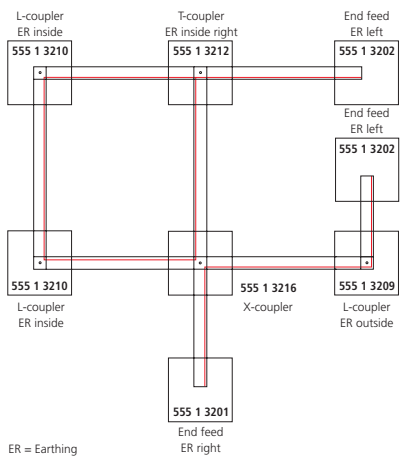 L-coupler
ER inside
T-coupler
ER inside right
End feed
ER left
555 1 3210
555 1 3212
555 1 3202
End feed
ER left
555 1 3202
555 1 3210
555 1 3216
555 1 3209
L-coupler
ER inside
X-coupler
L-coupler
ER outside
555 1 3201
End feed
ER right
ER = Earthing